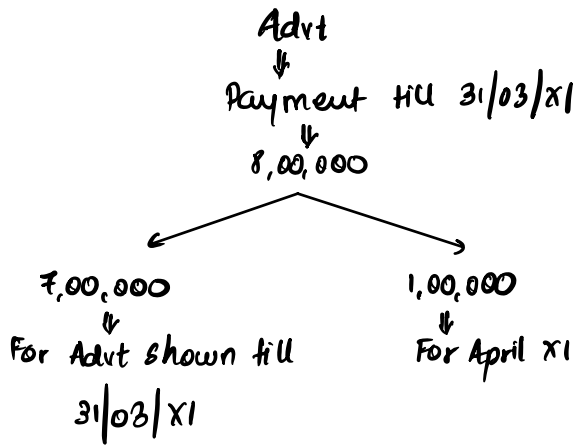 Advt
Payment till 31/03/X1
8,00,000
7,00,000
1,00,000
For Advt shown till
31/03/X1
For April X1